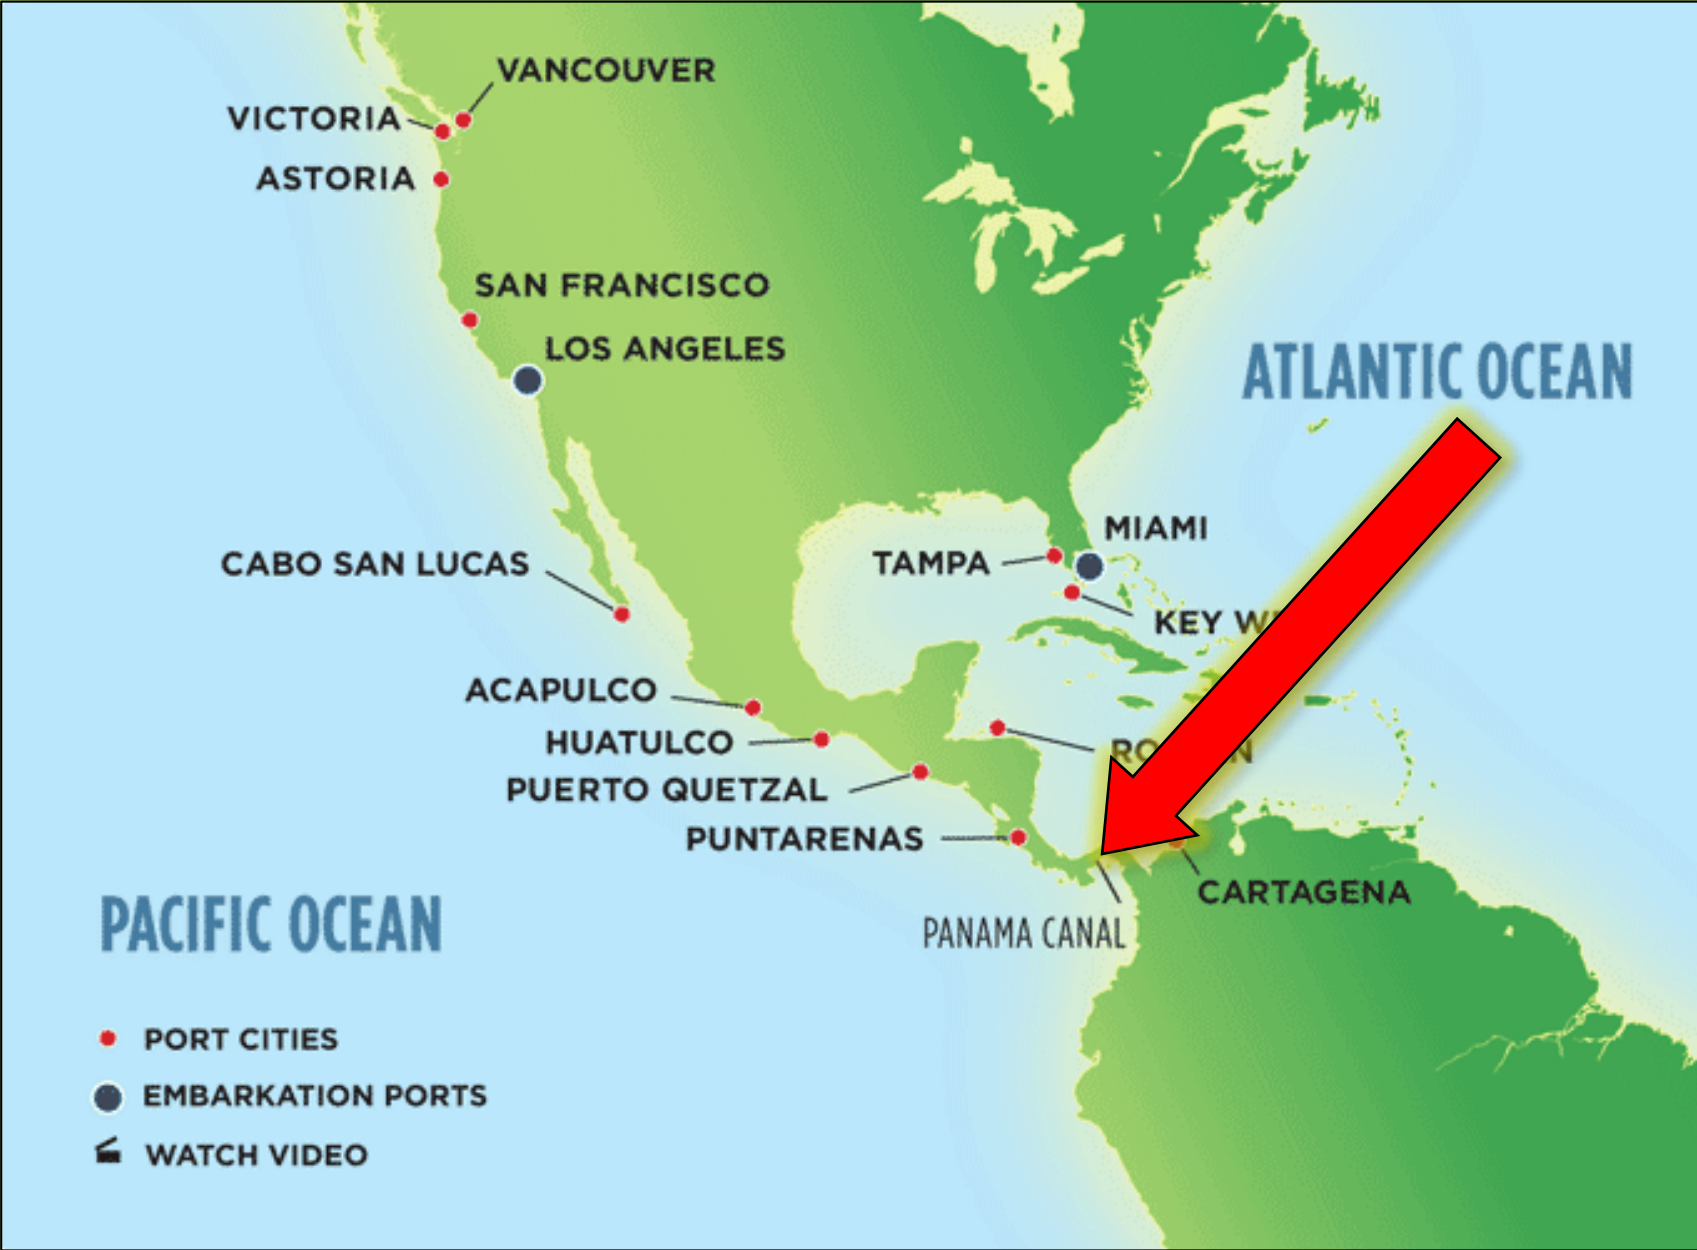 VANCOUVER
VICTORIA
ASTORIA
SAN FRANCISCO
LOS ANGELES
ATLANTIC OCEAN
MIAMI
TAMPA
CABO SAN LUCAS
KEY
ACAPULCO
HUATULCO
PUERTO QUETZAL
PUNTARENAS
CARTAGENA
PANAMA CANAL
PACIFIC OCEAN
PORT CITIES
EMBARKATION PORTS
WATCH VIDEO